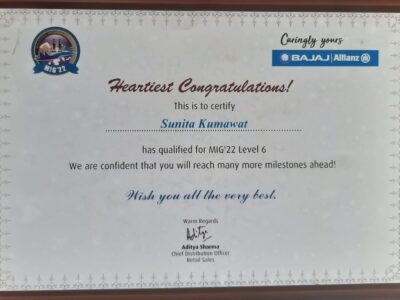 MIG'22
Caringly yours
BAJAJ Allianz
Heartiest Congratulations!
This is to certify
Sunita Kumawat
has qualified for MIG'22 Level 6
We are confident that you will reach many more milestones ahead!
Wish you all the very best.
Warm Regards
Aditya Sharma
Chief Distribution Officer
Retail Sales